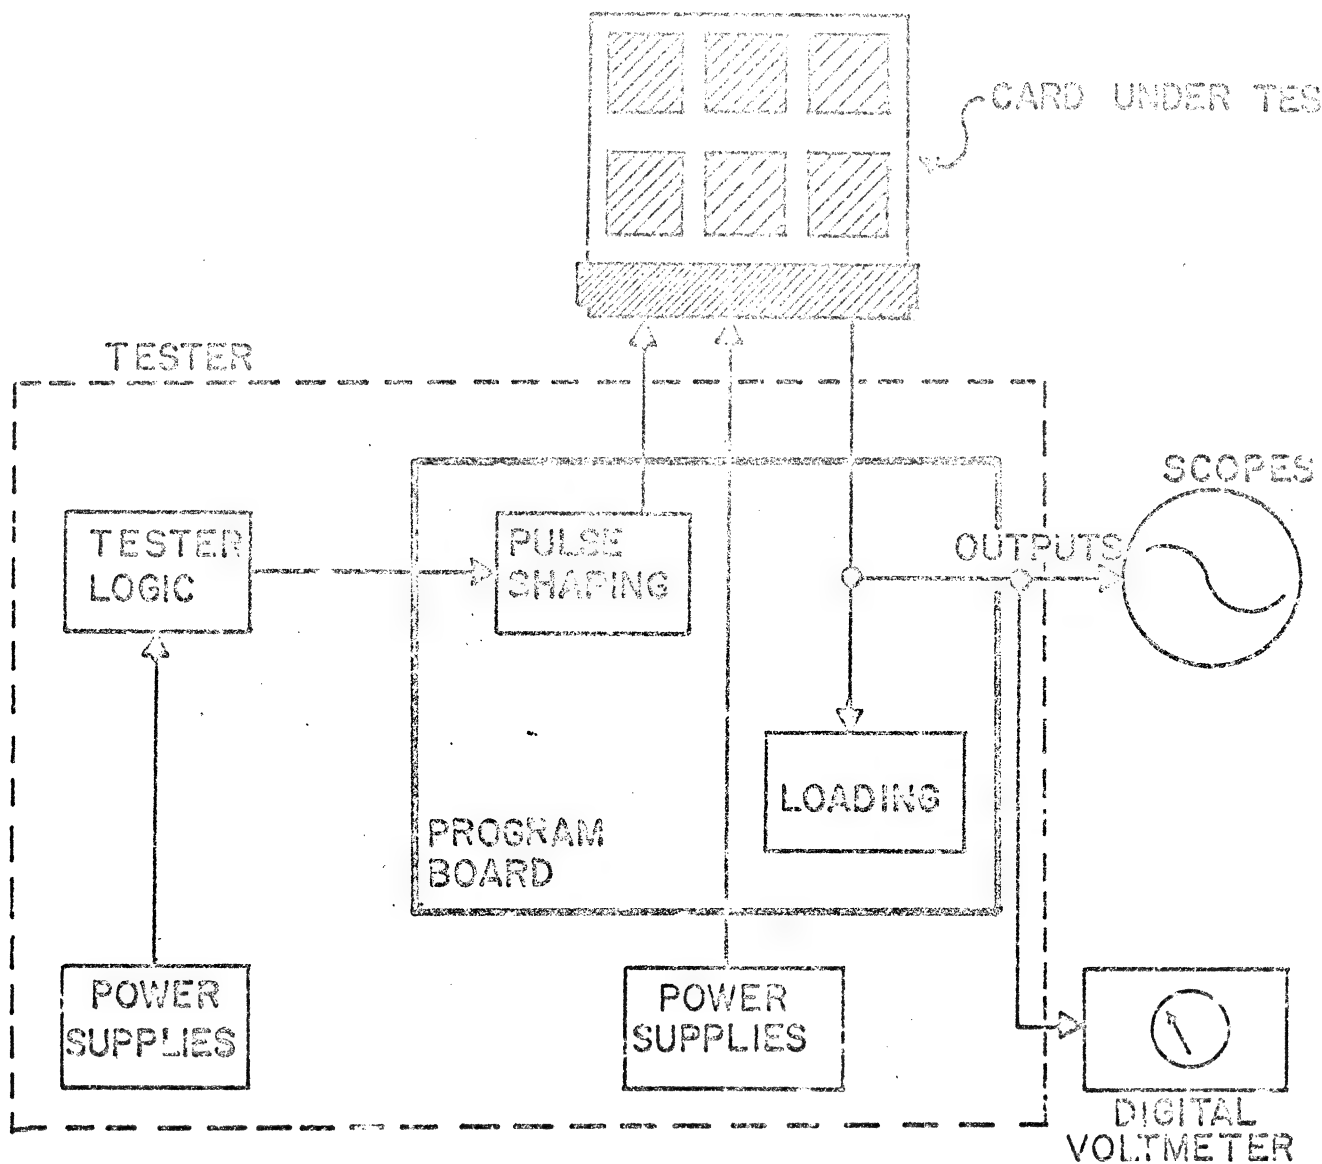 CARD UNDER TES
TESTER
SCOPES
TESTER
LOGIC
PULSE
SHAPING
OUTPUTS
LOADING
PROGRAM
BOARD
POWER
SUPPLIES
POWER
SUPPLIES
DIGITAL
VOLTMETER